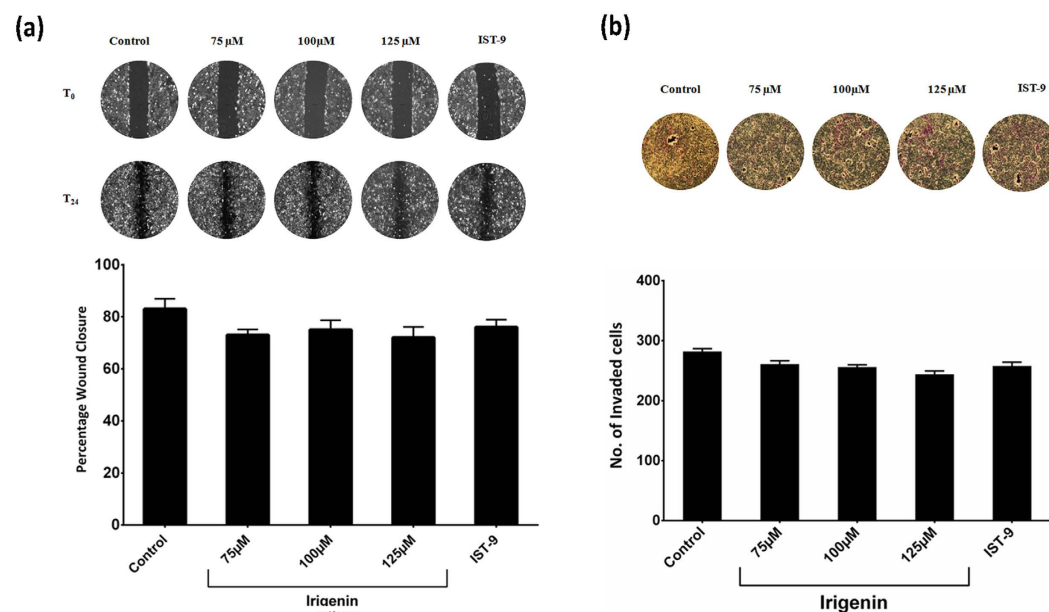 (a)
Control 75 µM 100µM 125 µM IST-9
T0
T24
100
80
60
40
20
0
Percentage Wound Closure
Control 75µM 100µM 125µM IST-9
Irigenin
(b)
Control 75 µM 100µM 125 µM IST-9
400
300
200
100
0
No. of Invaded cells
Control 75µM 100µM 125µM IST-9
Irigenin